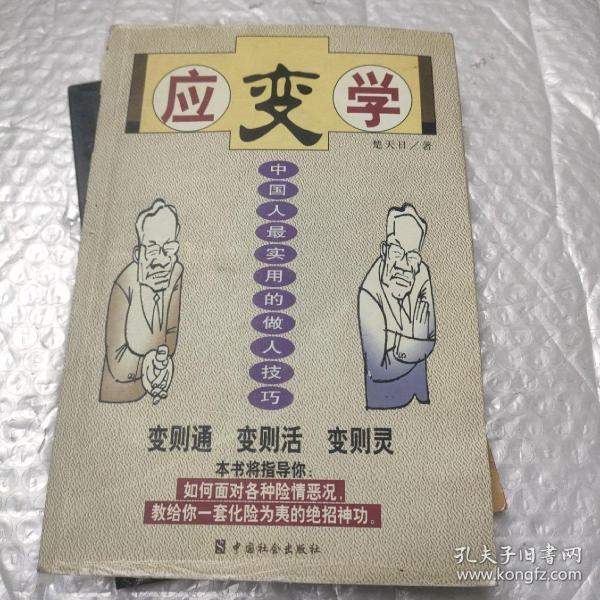 应变学
楚天日/著
中国人最实用的做人技巧
变则通 变则活 变则灵
本书将指导你:
如何面对各种险情恶况,
教给你一套化险为夷的绝招神功。
中国社会出版社
孔夫子旧书网
www.kongfz.com